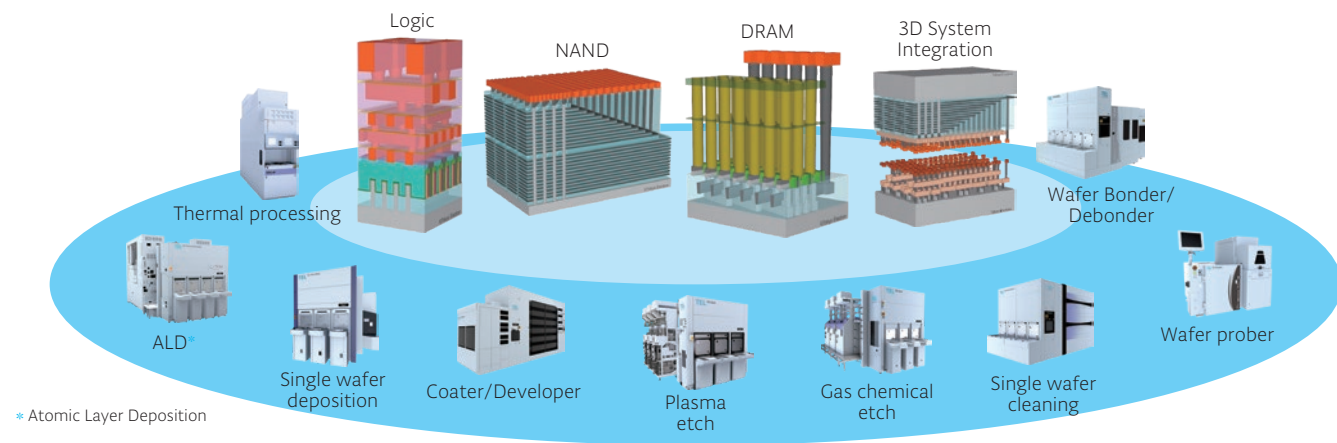 Logic
NAND
DRAM
3D System
Integration
Thermal processing
Wafer Bonder/
Debonder
ALD*
Single wafer
deposition
Coater/Developer
Plasma
etch
Gas chemical
etch
Single wafer
cleaning
Wafer prober
* Atomic Layer Deposition